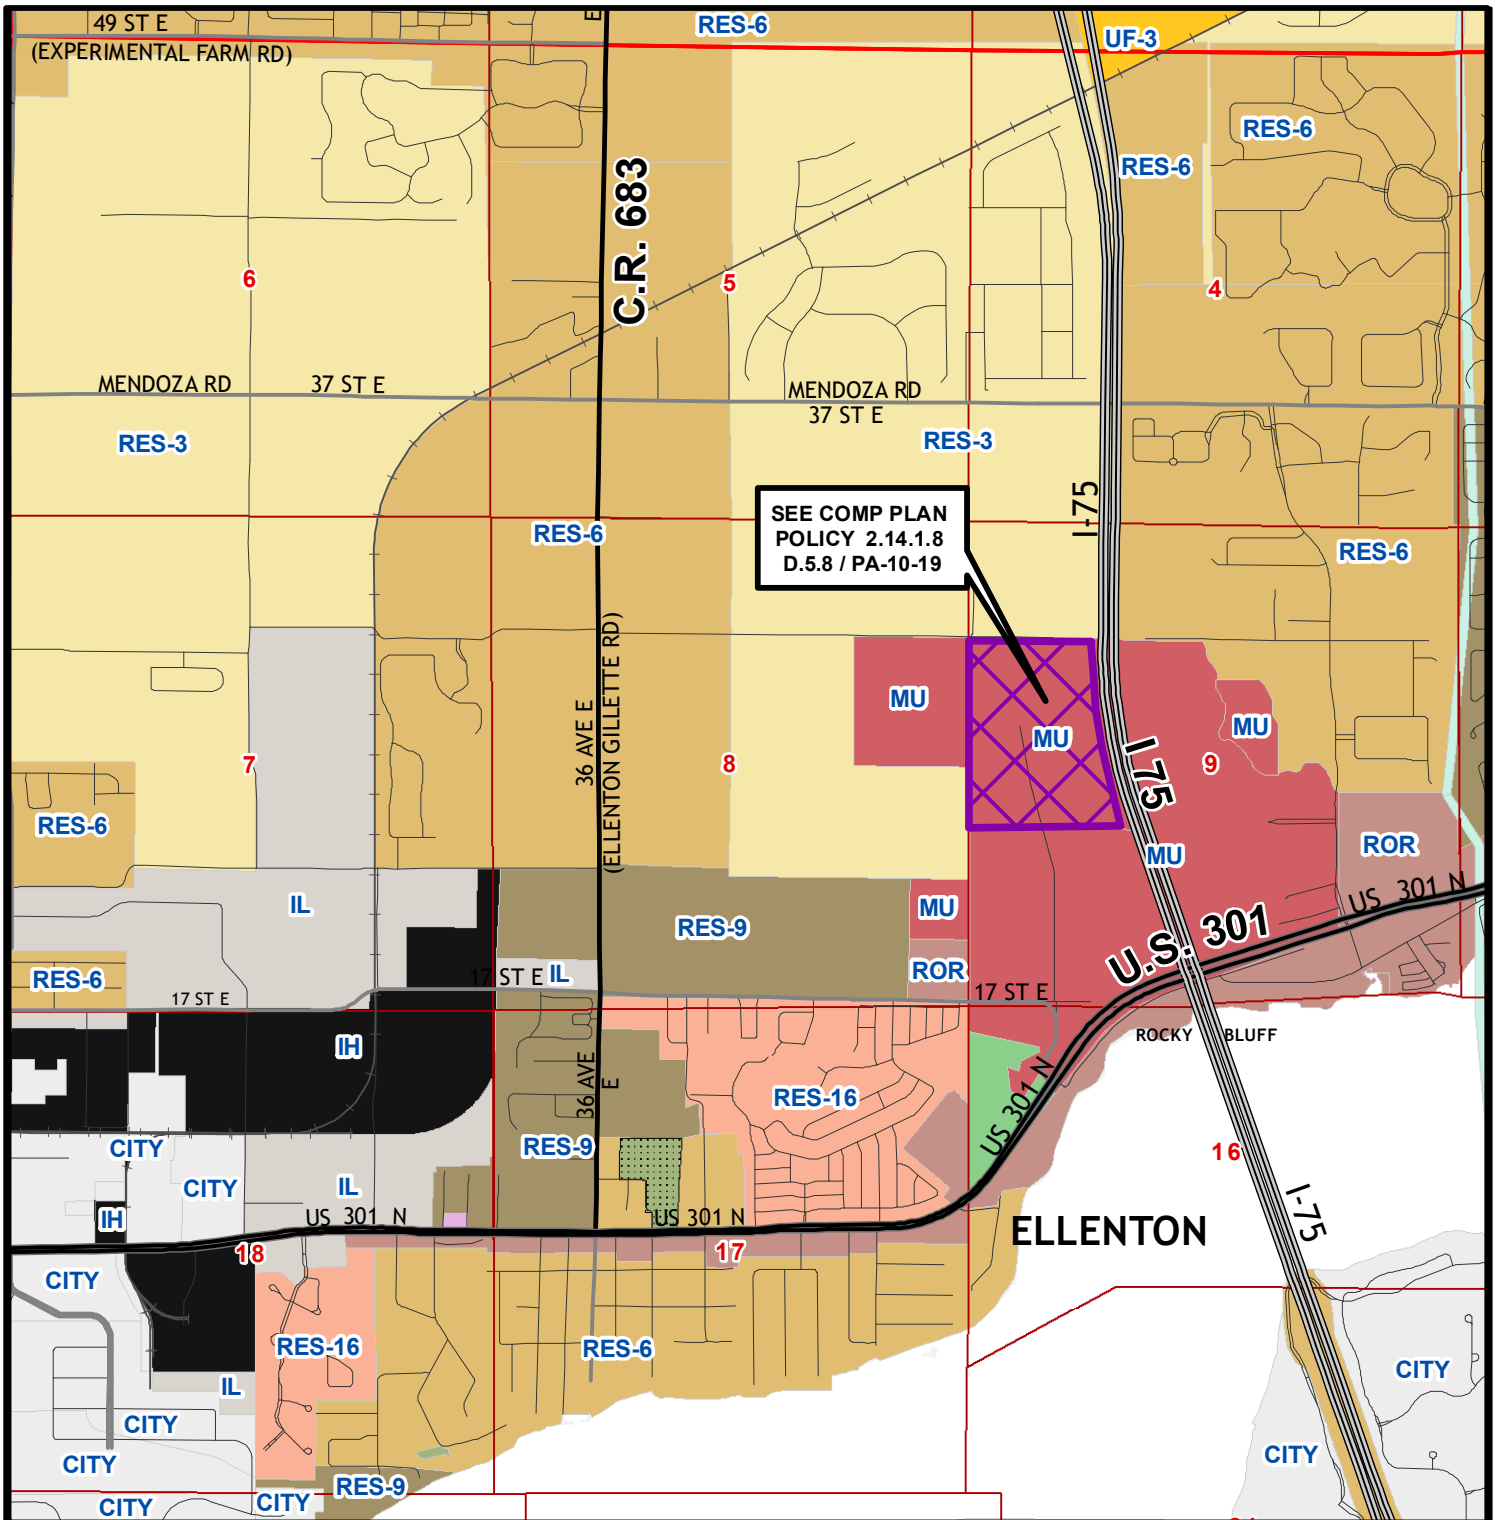 49 ST E
(EXPERIMENTAL FARM RD)
E
RES-6
UF-3
RES-6
RES-6
C.R. 683
6
5
4
MENDOZA RD
37 ST E
MENDOZA RD
37 ST E
RES-3
RES-3
I-75
SEE COMP PLAN
POLICY 2.14.1.8
D.5.8 / PA-10-19
RES-6
RES-6
36 AVE E
(ELLENTON GILLETTE RD)
MU
MU
MU
7
8
9
I 75
RES-6
MU
ROR
IL
MU
RES-9
US 301 N
U.S. 301
RES-6
17 ST E
17 ST E
IL
ROR
17 ST E
ROCKY BLUFF
IH
36 AVE
E
RES-16
US 301 N
CITY
RES-9
16
CITY
IL
IH
US 301 N
US 301 N
I-75
ELLENTON
18
17
CITY
RES-16
RES-6
CITY
IL
CITY
CITY
CITY
RES-9
CITY
CITY